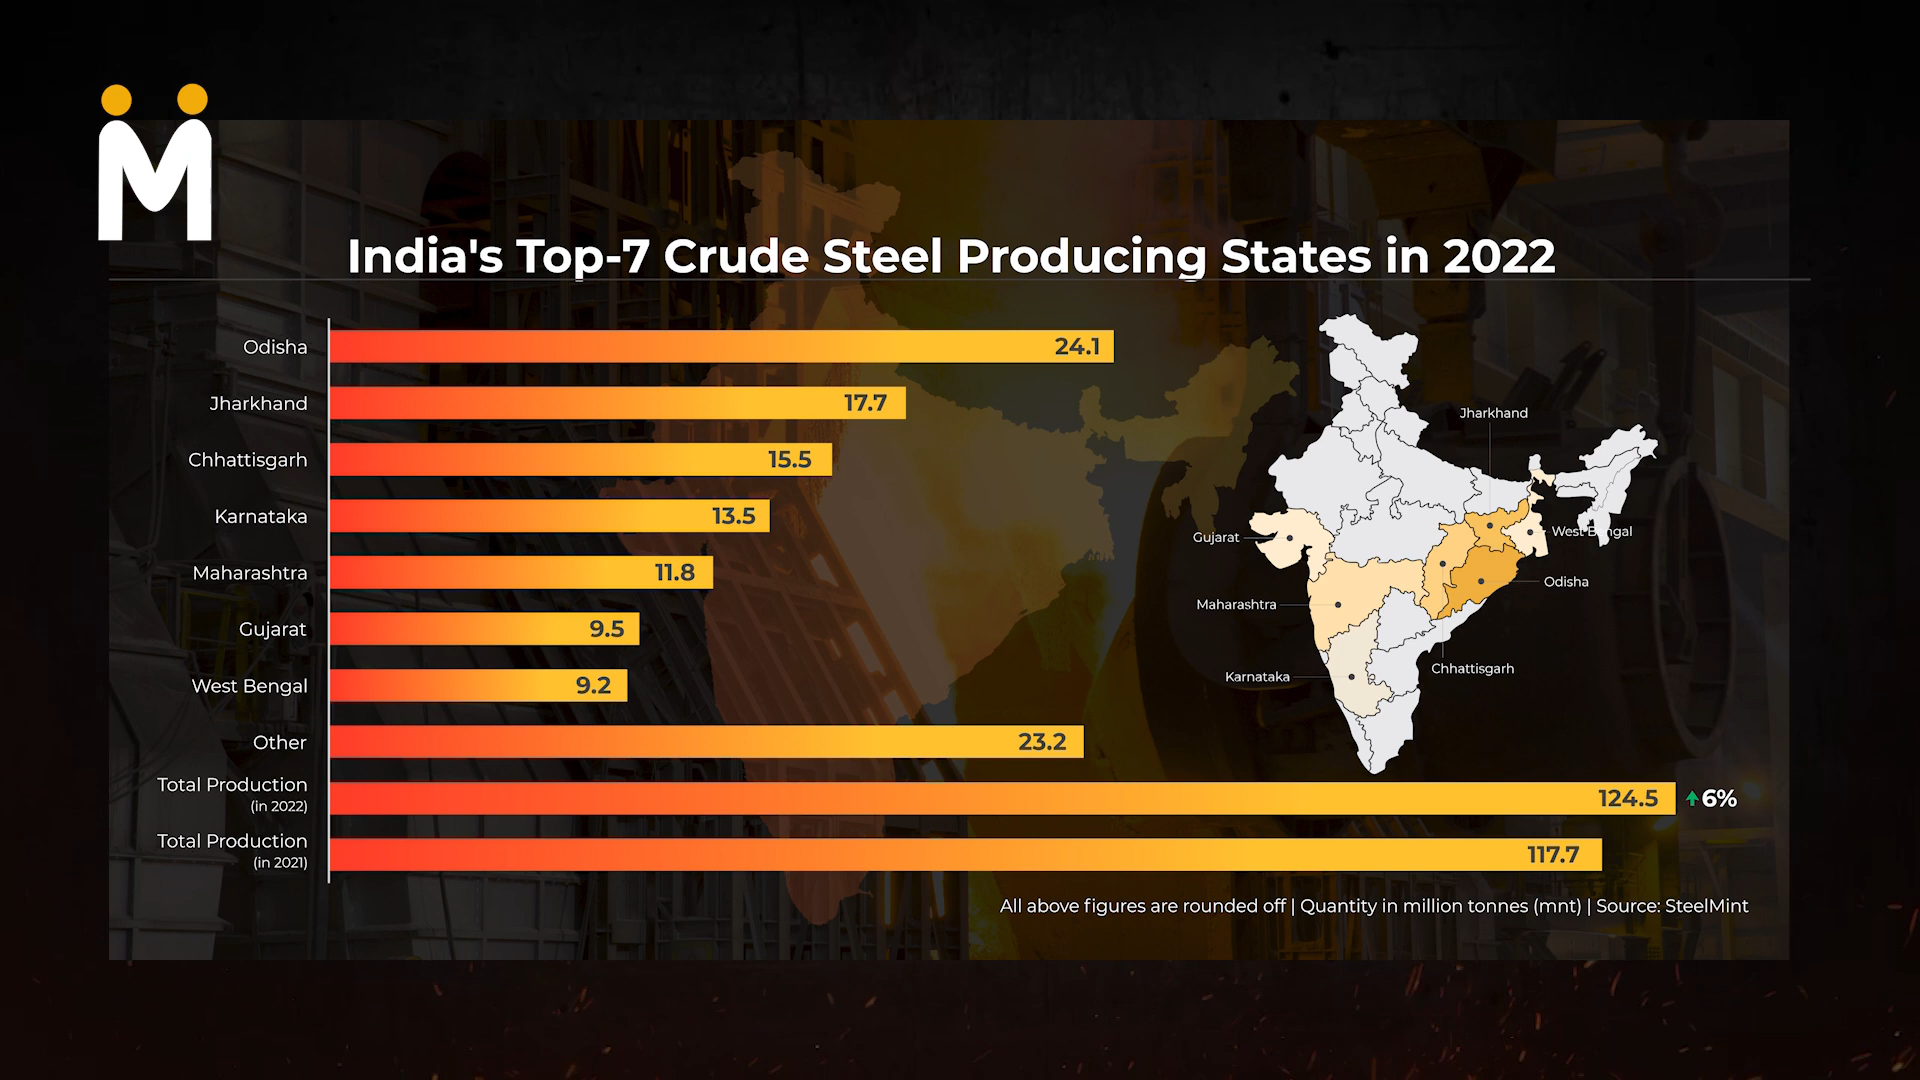 M
India's Top-7 Crude Steel Producing States in 2022
Odisha 24.1
Jharkhand 17.7
Chhattisgarh 15.5
Karnataka 13.5
Maharashtra 11.8
Gujarat 9.5
West Bengal 9.2
Other 23.2
Total Production
(in 2022)
124.5 6%
Total Production
(in 2021)
117.7
Jharkhand
Gujarat
West Bengal
Odisha
Maharashtra
Chhattisgarh
Karnataka
All above figures are rounded off | Quantity in million tonnes (mnt) | Source: SteelMint